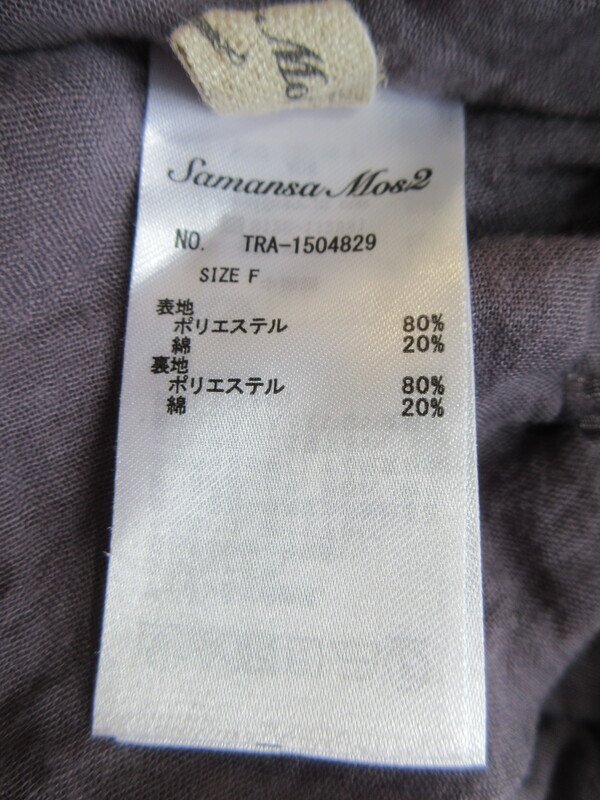 Mo
Samansa Mos2
NO. TRA-1504829
SIZE F
表地
ポリエステル 80%
綿 20%
裏地
ポリエステル 80%
綿 20%